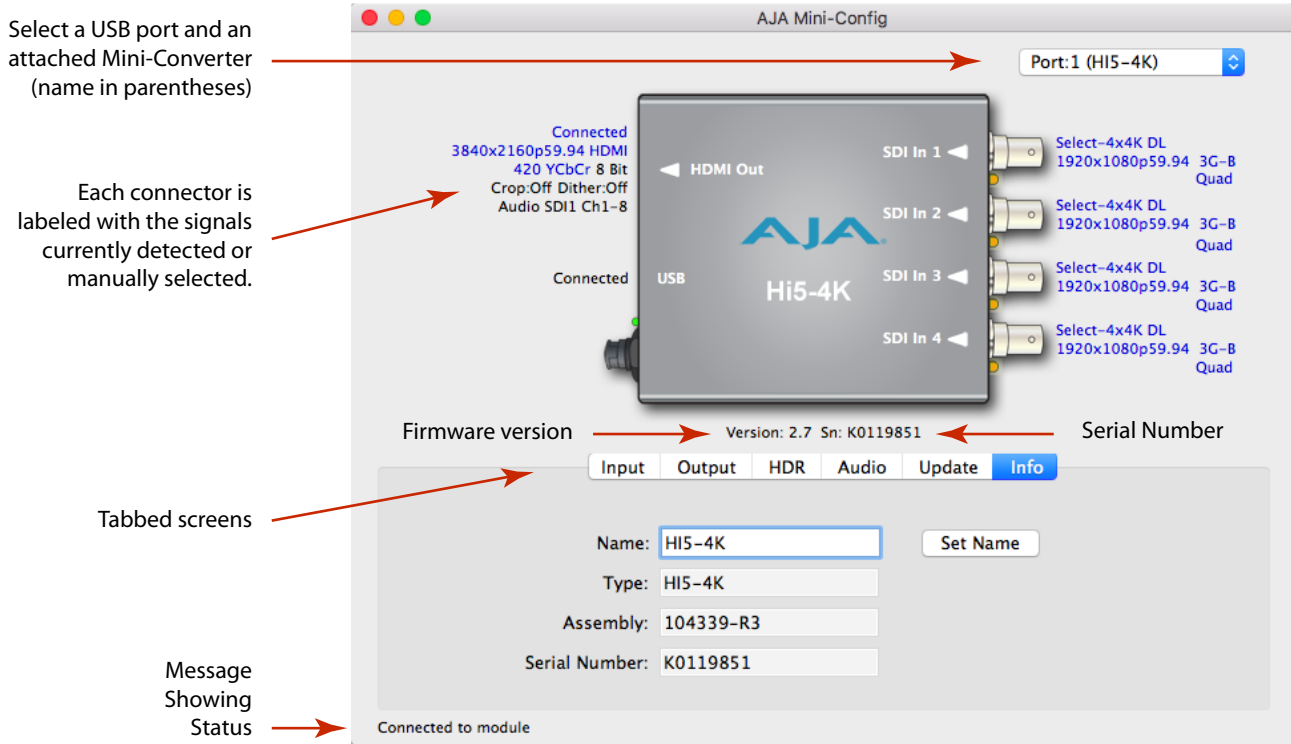 AJA Mini-Config
Select a USB port and an
attached Mini-Converter
(name in parentheses)
Port:1 (HI5-4K)
Each connector is
labeled with the signals
currently detected or
manually selected.
Connected
3840x2160p59.94 HDMI
420 YCbCr 8 Bit
Crop:Off Dither:Off
Audio SDI1 Ch1-8
Connected
HDMI Out
USB
AJA
Hi5-4K
SDI In 1
SDI In 2
SDI In 3
SDI In 4
Select-4x4K DL
1920x1080p59.94 3G-B
Quad
Select-4x4K DL
1920x1080p59.94 3G-B
Quad
Select-4x4K DL
1920x1080p59.94 3G-B
Quad
Select-4x4K DL
1920x1080p59.94 3G-B
Quad
Firmware version
Version: 2.7 Sn: K0119851
Serial Number
Tabbed screens
Input Output HDR Audio Update Info
Name: HI5-4K Set Name
Type: HI5-4K
Assembly: 104339-R3
Serial Number: K0119851
Message
Showing
Status
Connected to module